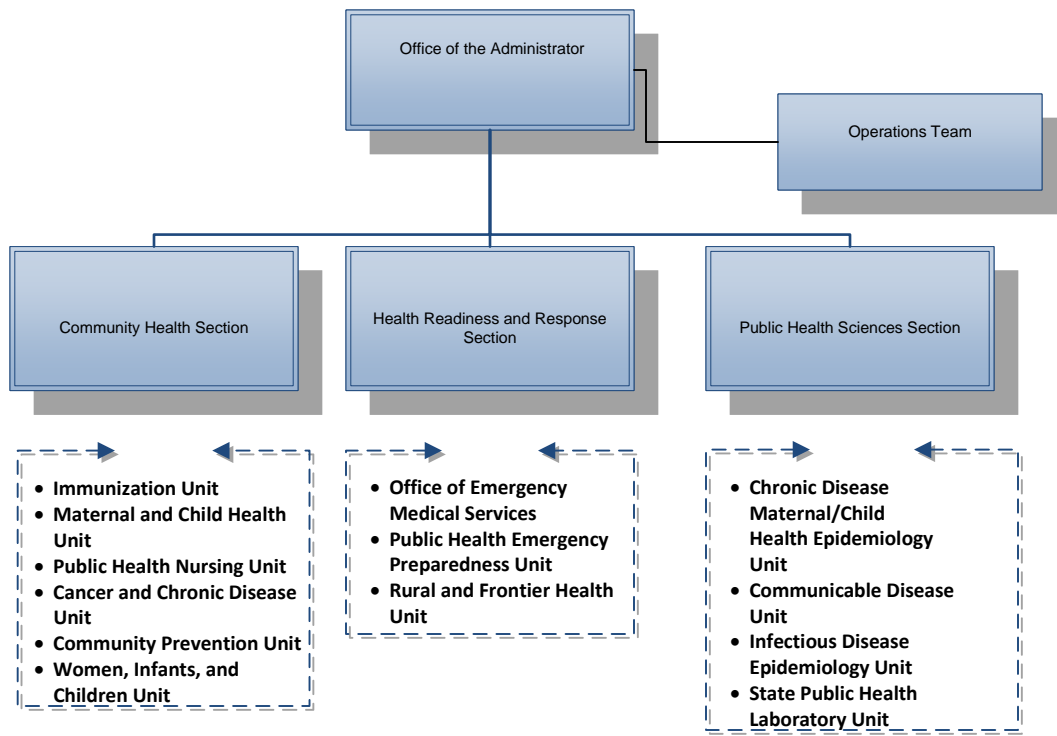 Office of the Administrator
Operations Team
Community Health Section
Health Readiness and Response
Section
Public Health Sciences Section
• Immunization Unit
• Maternal and Child Health
Unit
• Public Health Nursing Unit
• Cancer and Chronic Disease
Unit
• Community Prevention Unit
• Women, Infants, and
Children Unit
• Office of Emergency
Medical Services
• Public Health Emergency
Preparedness Unit
• Rural and Frontier Health
Unit
• Chronic Disease
Maternal/Child
Health Epidemiology
Unit
• Communicable Disease
Unit
• Infectious Disease
Epidemiology Unit
• State Public Health
Laboratory Unit